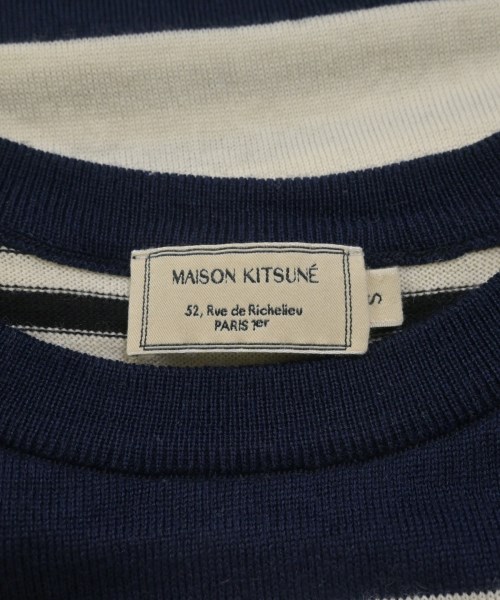 MAISON KITSUNÉ
52, Rue de Richelieu
PARIS 1er
S